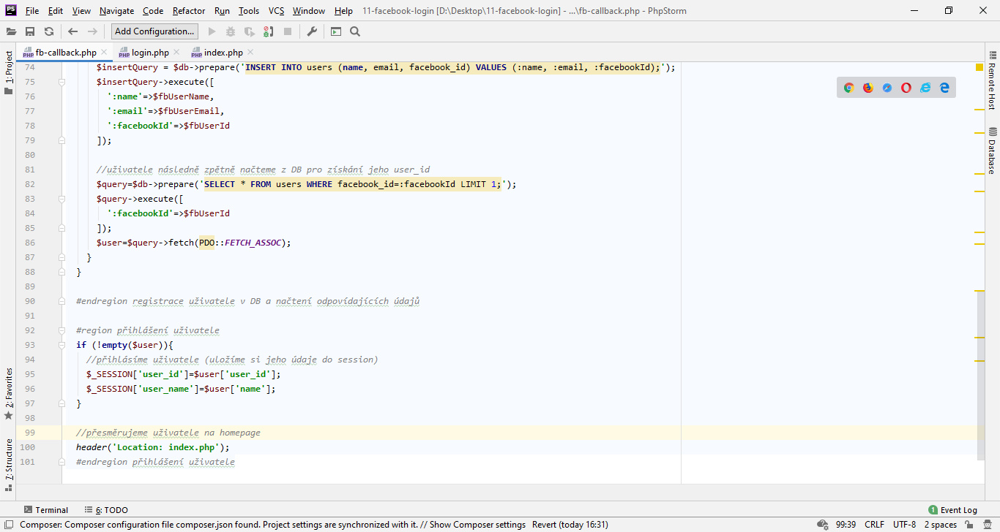 PS File Edit View Navigate Code Refactor Run Tools VCS Window Help 11-facebook-login [D:\Desktop\11-facebook-login] - ...\fb-callback.php - PhpStorm
Add Configuration...
1: Project
PHP fb-callback.php PHP login.php PHP index.php
74 $insertQuery = $db->prepare('INSERT INTO users (name, email, facebook_id) VALUES (:name, :email, :facebookId);');
75 $insertQuery->execute([
76 ':name'=>$fbUserName,
77 ':email'=>$fbUserEmail,
78 ':facebookId'=>$fbUserId
79 ]);
80
81 //uživatele následně zpětně načteme z DB pro získání jeho user_id
82 $query=$db->prepare('SELECT * FROM users WHERE facebook_id=:facebookId LIMIT 1;');
83 $query->execute([
84 ':facebookId'=>$fbUserId
85 ]);
86 $user=$query->fetch(PDO::FETCH_ASSOC);
87 }
88 }
89
90 #endregion registrace uživatele v DB a načtení odpovídajících údajů
91
92 #region přihlášení uživatele
93 if (!empty($user)){
94 //přihlásíme uživatele (uložíme si jeho údaje do session)
95 $_SESSION['user_id']=$user['user_id'];
96 $_SESSION['user_name']=$user['name'];
97 }
98
99 //přesměrujeme uživatele na homepage
100 header('Location: index.php');
101 #endregion přihlášení uživatele
2: Favorites
7: Structure
Remote Host
Database
Terminal 6: TODO 1 Event Log
Composer: Composer configuration file composer.json found. Project settings are synchronized with it. // Show Composer settings Revert (today 16:31) 99:39 CRLF UTF-8 2 spaces